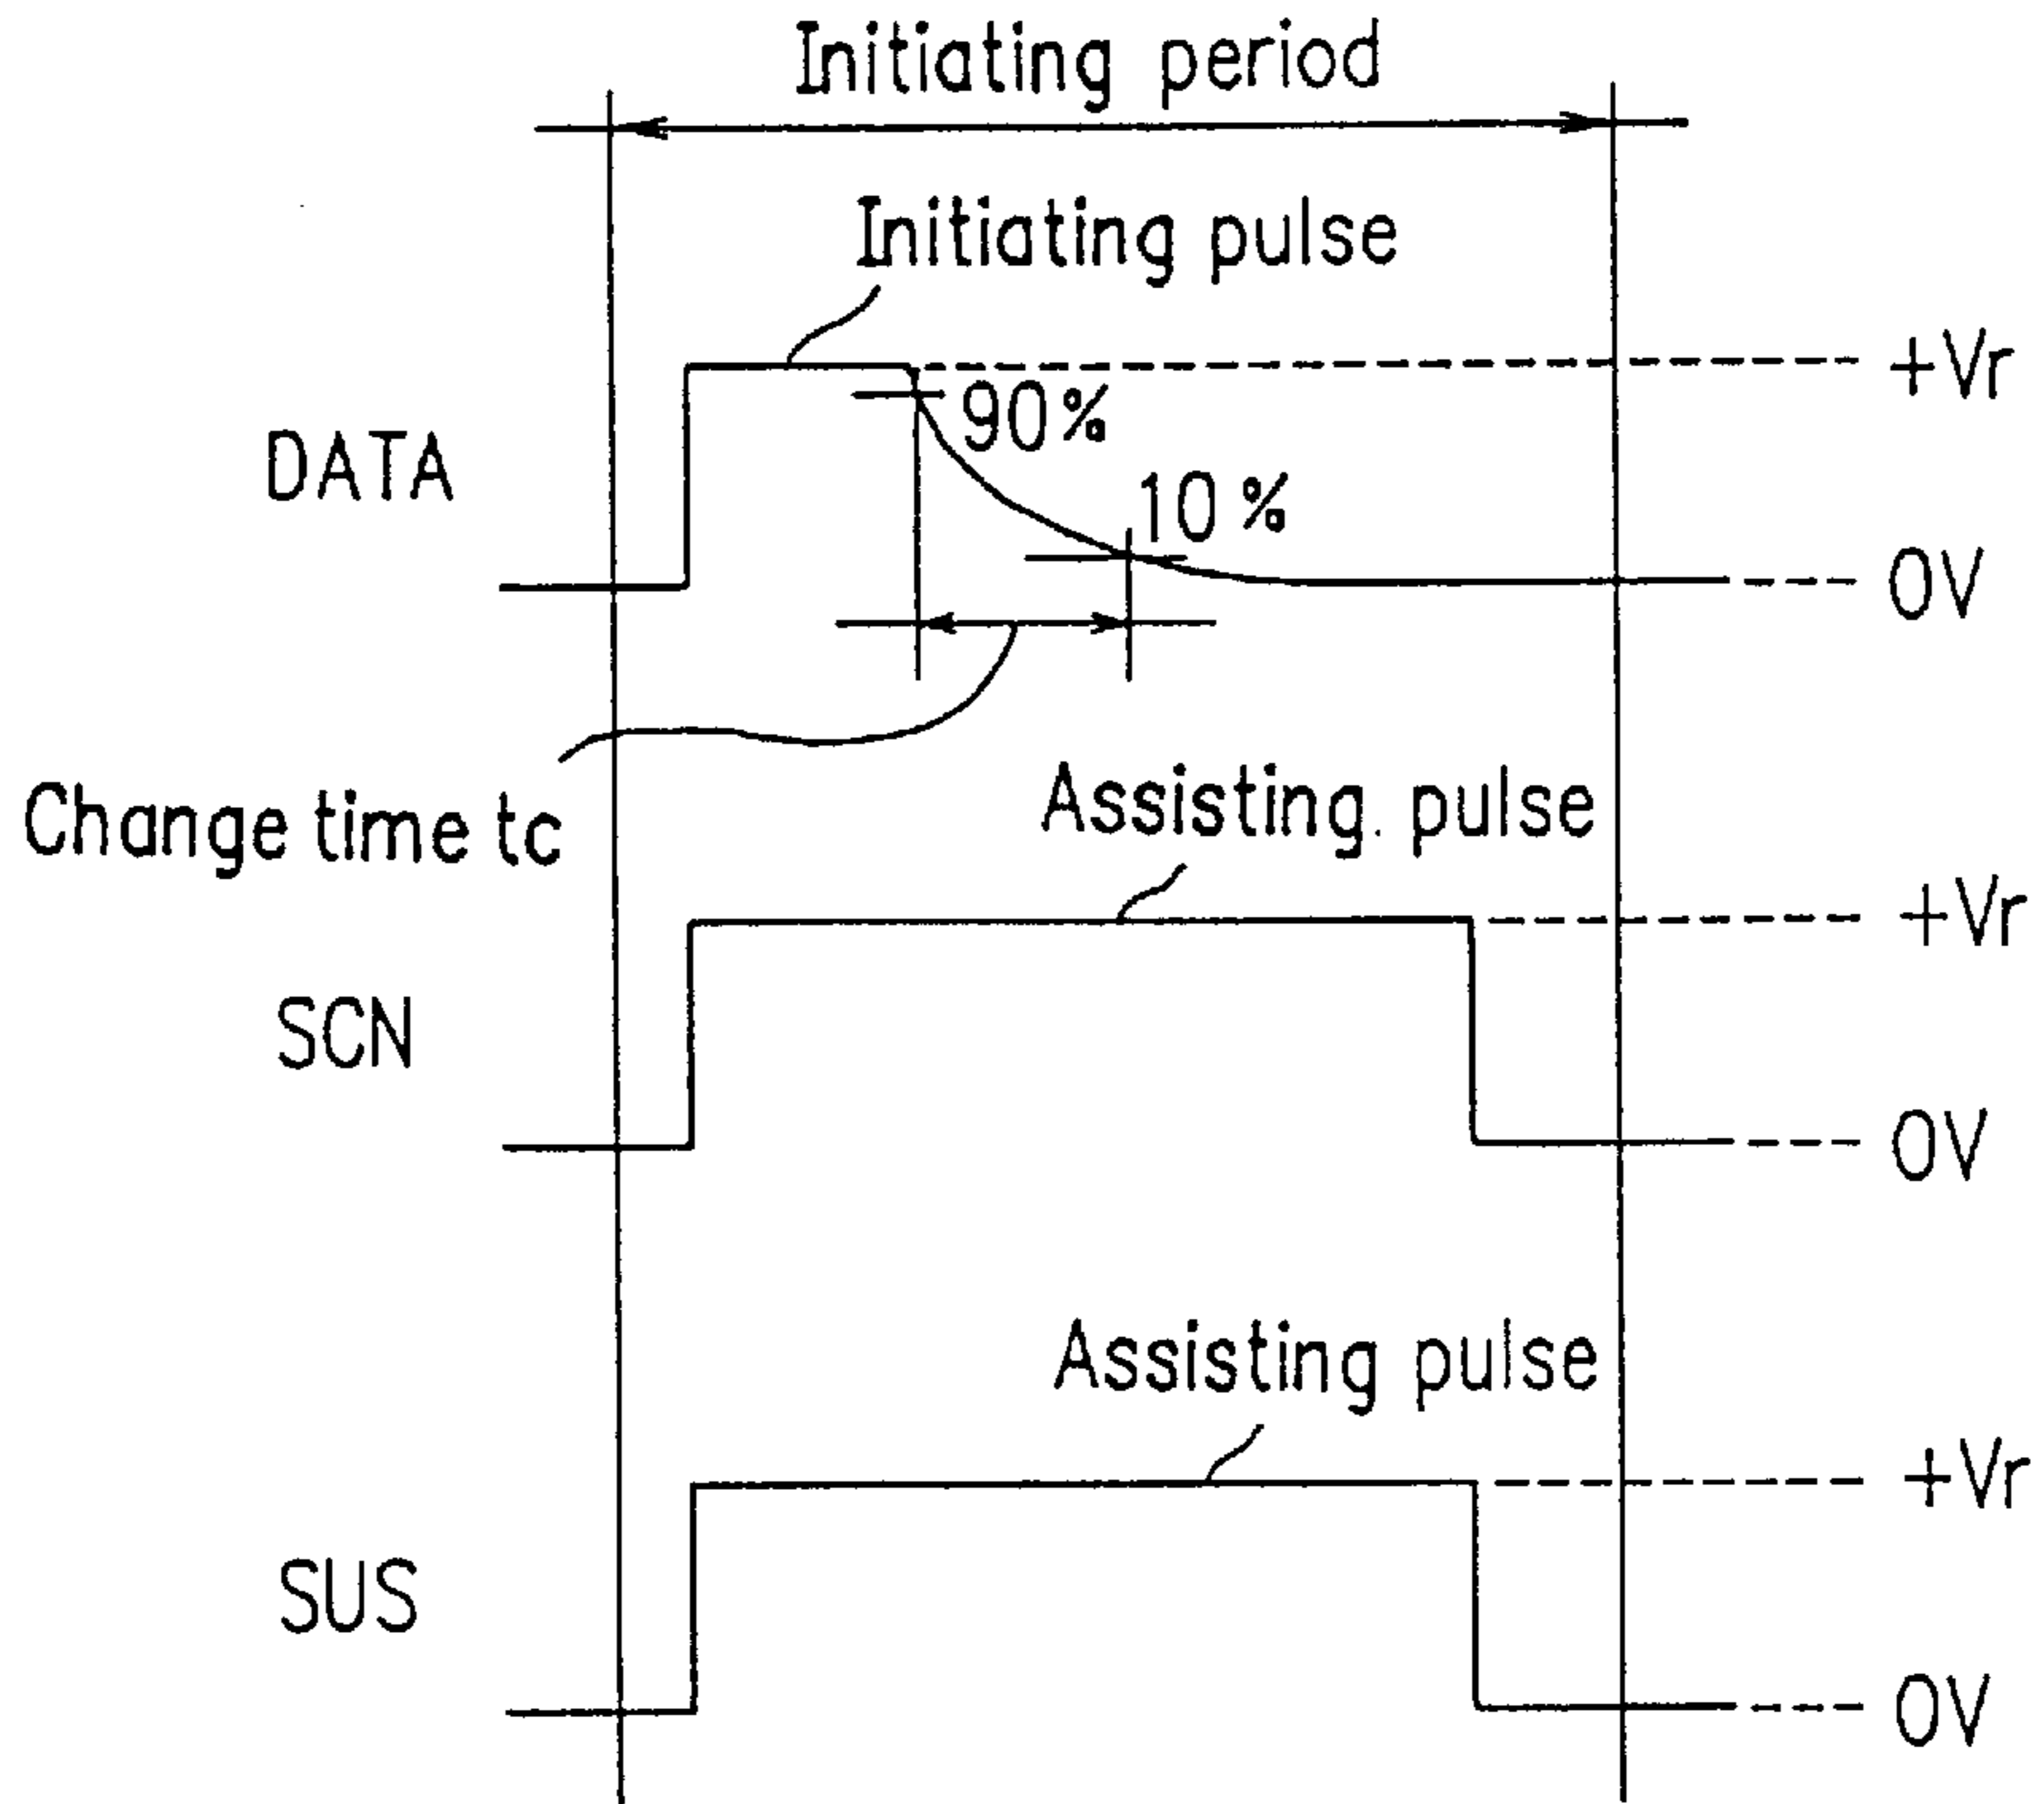 Initiating period
Initiating pulse
+Vr
90%
DATA
10%
0V
Change time tc
Assisting. pulse
+Vr
SCN
0V
Assisting pulse
+Vr
SUS
0V